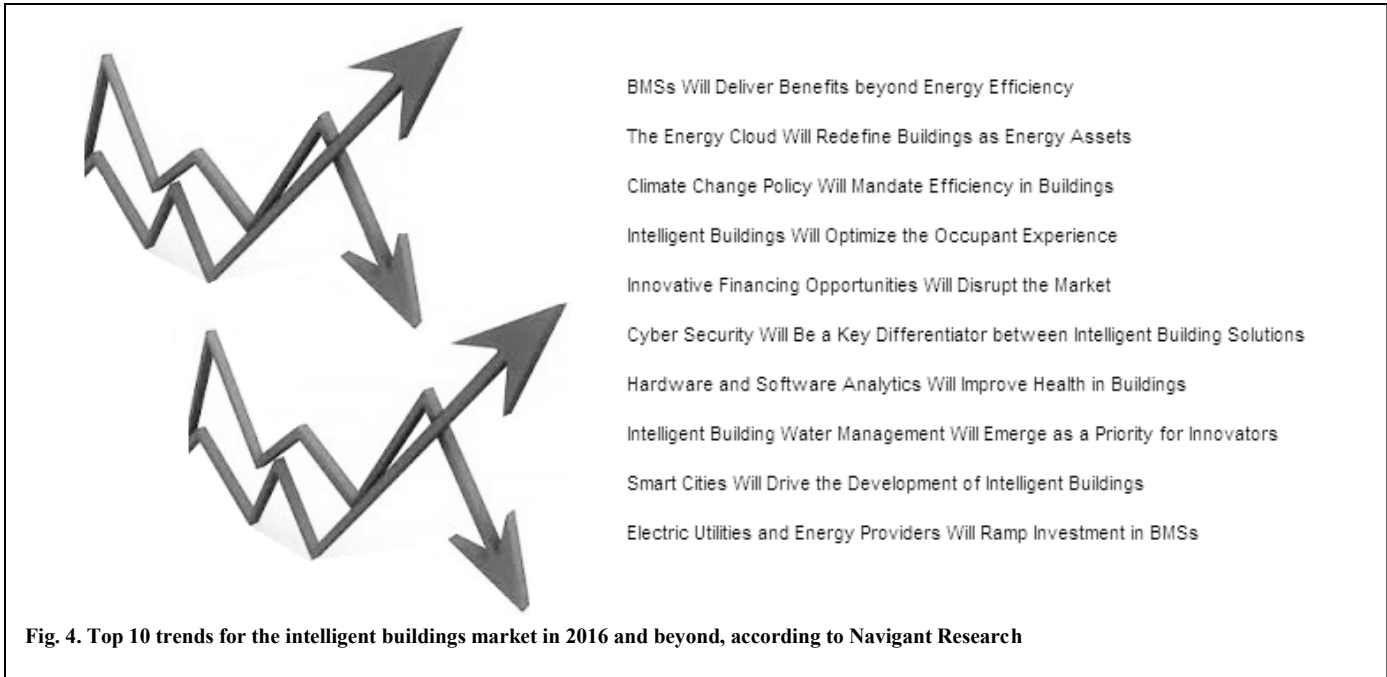 BMSs Will Deliver Benefits beyond Energy Efficiency
The Energy Cloud Will Redefine Buildings as Energy Assets
Climate Change Policy Will Mandate Efficiency in Buildings
Intelligent Buildings Will Optimize the Occupant Experience
Innovative Financing Opportunities Will Disrupt the Market
Cyber Security Will Be a Key Differentiator between Intelligent Building Solutions
Hardware and Software Analytics Will Improve Health in Buildings
Intelligent Building Water Management Will Emerge as a Priority for Innovators
Smart Cities Will Drive the Development of Intelligent Buildings
Electric Utilities and Energy Providers Will Ramp Investment in BMSs
Fig. 4. Top 10 trends for the intelligent buildings market in 2016 and beyond, according to Navigant Research